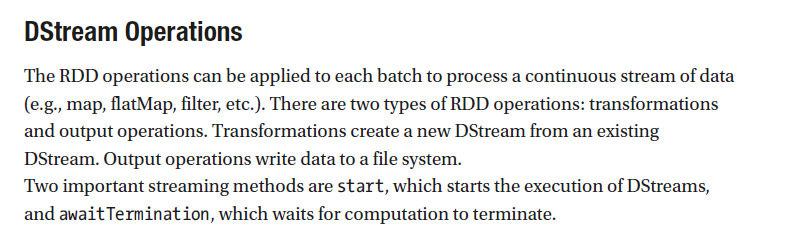 DStream Operations
The RDD operations can be applied to each batch to process a continuous stream of data
(e.g., map, flatMap, filter, etc.). There are two types of RDD operations: transformations
and output operations. Transformations create a new DStream from an existing
DStream. Output operations write data to a file system.
Two important streaming methods are start, which starts the execution of DStreams,
and awaitTermination, which waits for computation to terminate.